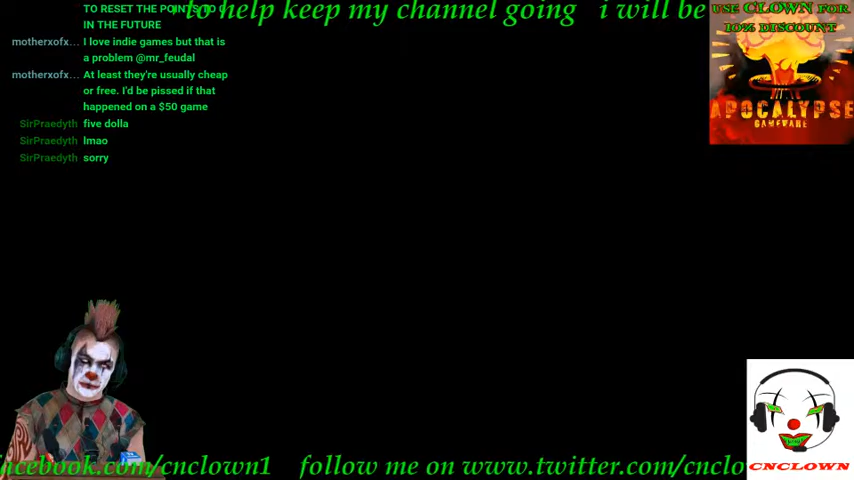 to help keep my channel going i will be
TO RESET THE POINTS TO 0
IN THE FUTURE
motherxofx... I love indie games but that is
a problem @mr_feudal
motherxofx... At least they're usually cheap
or free. I'd be pissed if that
happened on a $50 game
SirPraedyth five dolla
SirPraedyth lmao
SirPraedyth sorry
USE CLOWN FOR
10% DISCOUNT
APOCALYPSE
GAMEWARE
CNCLOWN
acebook.com/cnclown1 follow me on www.twitter.com/cnclo